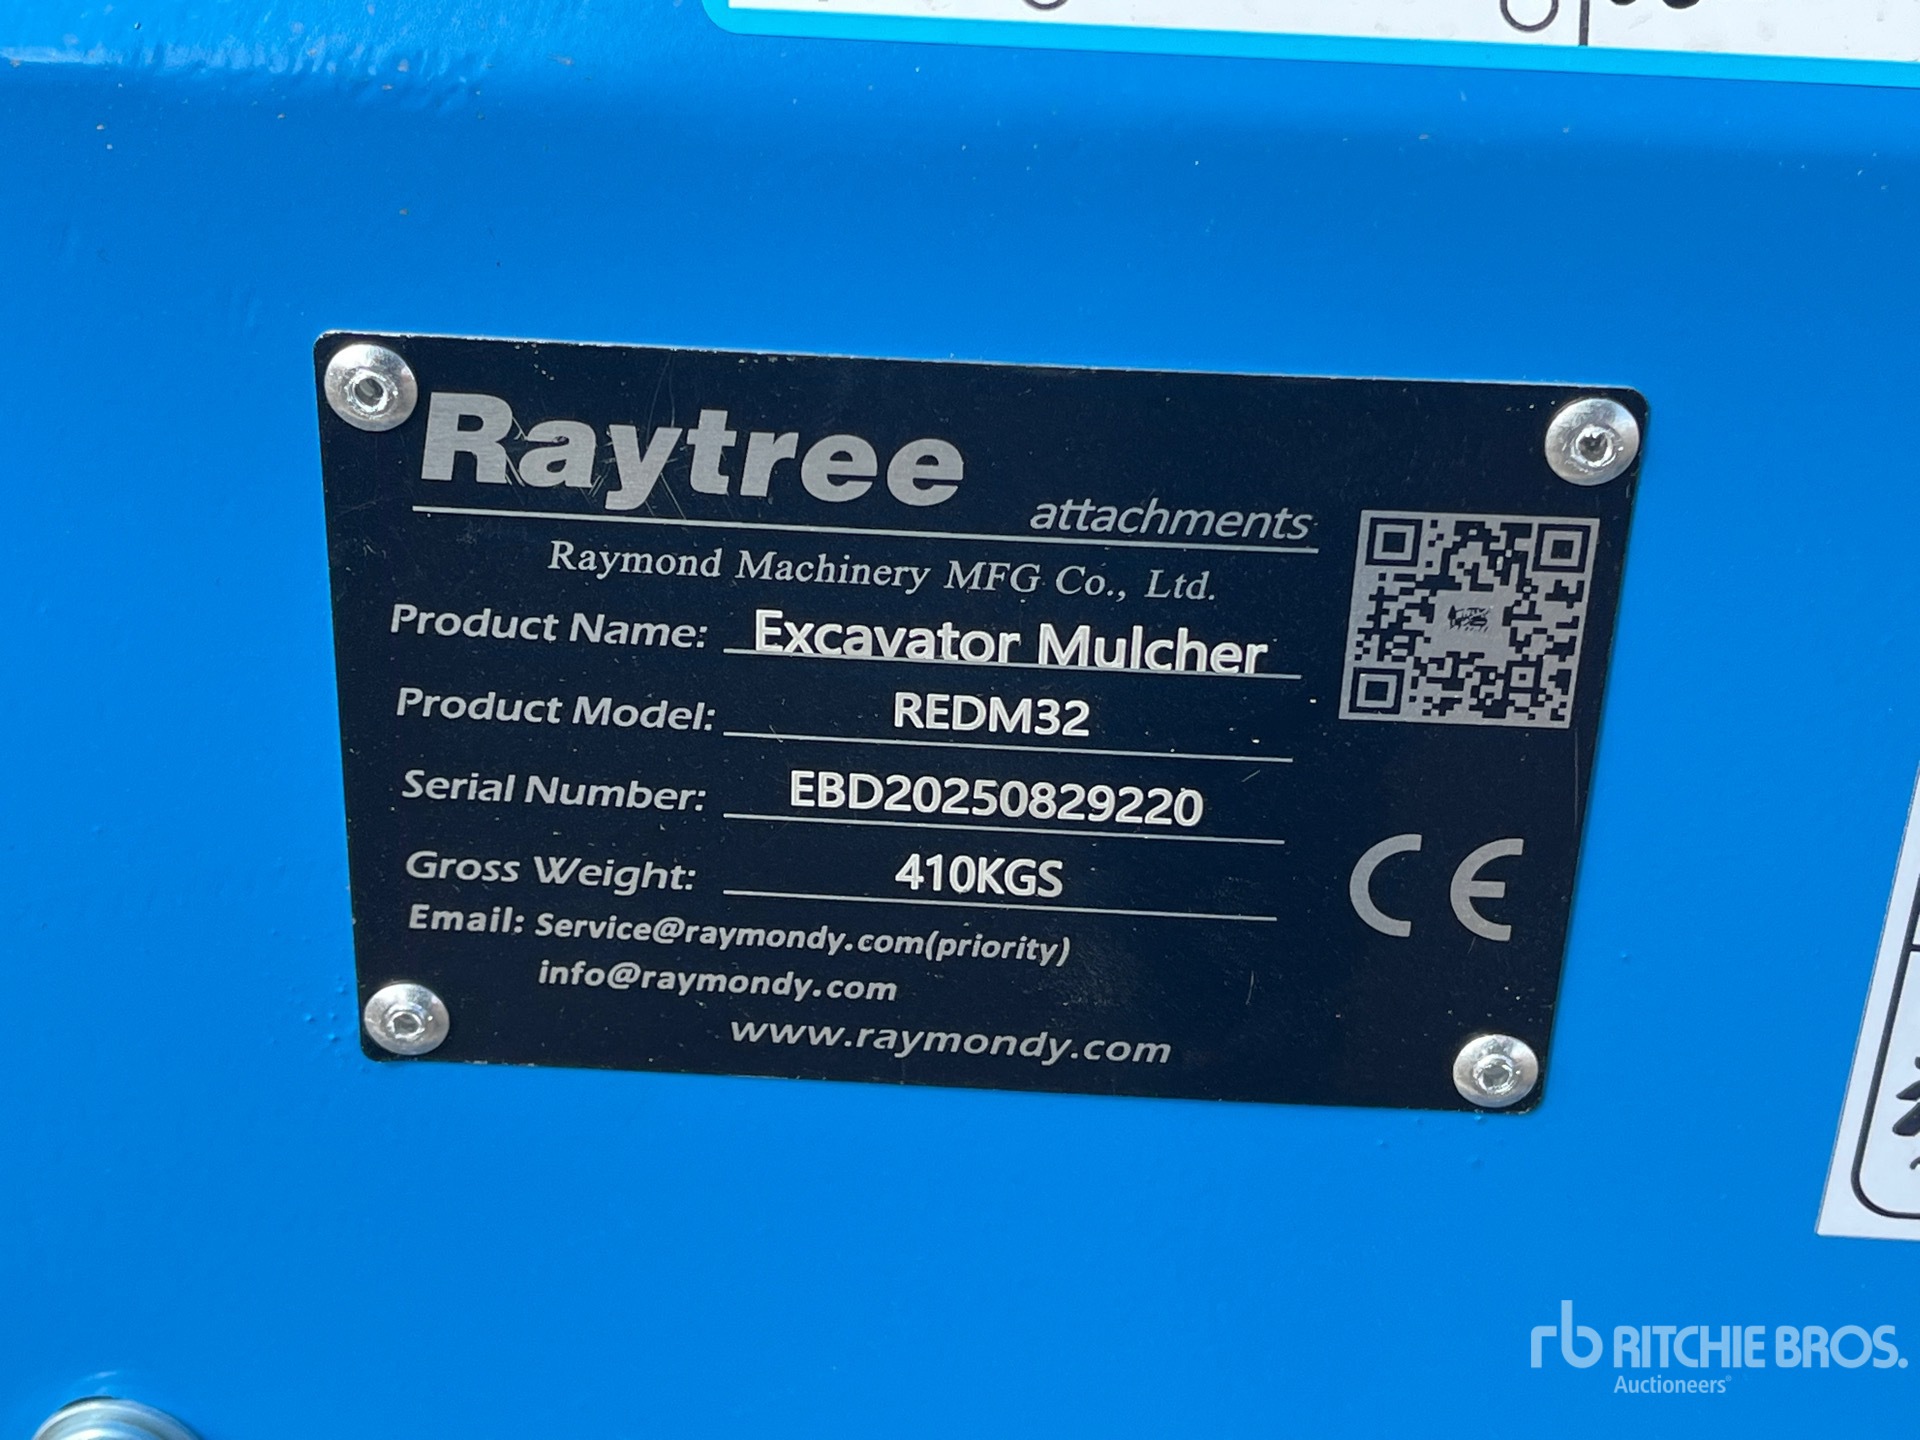 Raytree
attachments
Raymond Machinery MFG Co., Ltd.
Product Name: Excavator Mulcher
Product Model: REDM32
Serial Number: EBD20250829220
Gross Weight: 410KGS
Email: Service@raymondy.com(priority)
info@raymondy.com
www.raymondy.com
CE
rb RITCHIE BROS.
Auctioneers